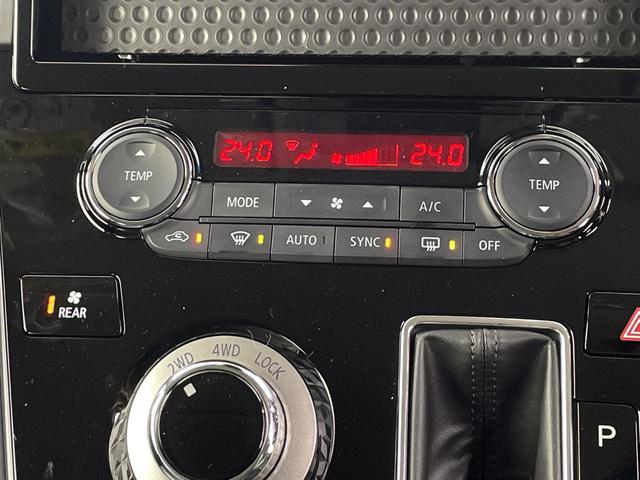 24.0 24.0
TEMP TEMP
MODE A/C
AUTO SYNC OFF
REAR
2WD 4WD LOCK
P